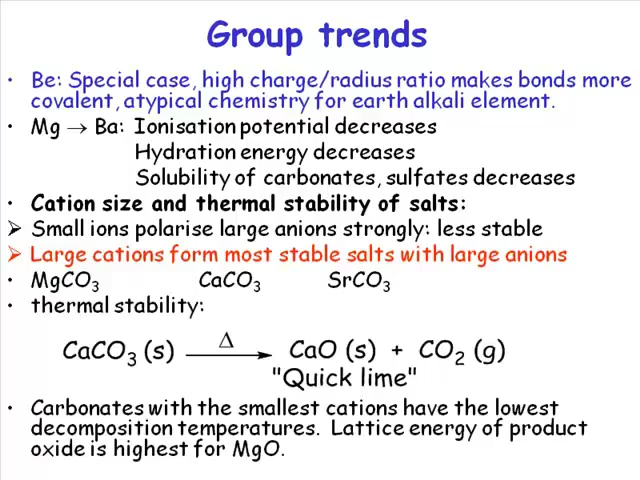 Group trends
• Be: Special case, high charge/radius ratio makes bonds more
covalent, atypical chemistry for earth alkali element.
• Mg → Ba: Ionisation potential decreases
Hydration energy decreases
Solubility of carbonates, sulfates decreases
• Cation size and thermal stability of salts:
➢ Small ions polarise large anions strongly: less stable
➢ Large cations form most stable salts with large anions
• MgCO₃ CaCO₃ SrCO₃
• thermal stability:
Δ
CaCO₃ (s) → CaO (s) + CO₂ (g)
"Quick lime"
• Carbonates with the smallest cations have the lowest
decomposition temperatures. Lattice energy of product
oxide is highest for MgO.